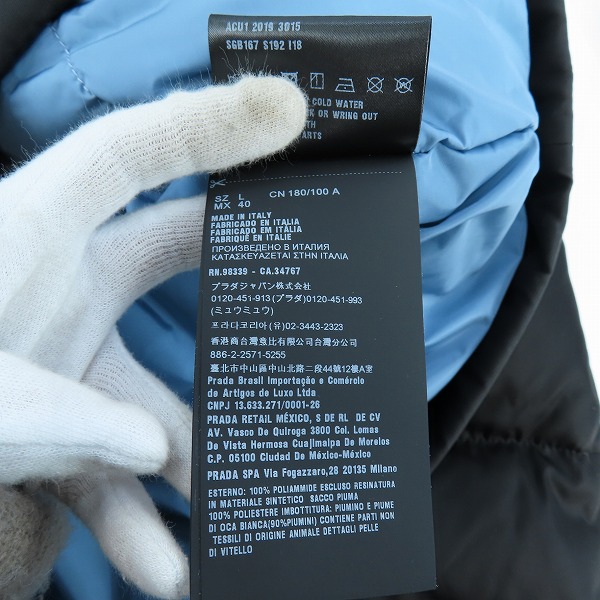 ACU1 2019 3015
SGB167 S192 I18
COLD WATER
OR WRING OUT
SZ L CN 180/100 A
MX 40
MADE IN ITALY
FABRICADO EN ITALIA
FABRICADO EM ITÁLIA
FABRIQUÉ EN ITALIE
ПРОИЗВЕДЕНО В ИТАЛИЯ
ΚΑΤΑΣΚΕΥΑΖΕΤΑΙ ΣΤΗΝ ΙΤΑΛΙΑ
RN.98339 - CA.34767
プラダジャパン株式会社
0120-451-913 (プラダ) 0120-451-993
(ミュウミュウ)
프라다코리아 (유) 02-3443-2323
香港商台灣蒲比有限公司台灣分公司
886-2-2571-5255
臺北市中山區中山北路二段44號12樓A室
Prada Brasil Importação e Comércio
de Artigos de Luxo Ltda
CNPJ 13.633.271/0001-26
PRADA RETAIL MÉXICO, S DE RL DE CV
AV. Vasco De Quiroga 3800 Col. Lomas
De Vista Hermosa Cuajimalpa De Morelos
C.P. 05100 Ciudad De México-México
PRADA SPA Via Fogazzaro,28 20135 Milano
ESTERNO: 100% POLIAMMIDE ESCLUSO RESINATURA
IN MATERIALE SINTETICO SACCO PIUMA
100% POLIESTERE IMBOTTITURA: PIUMINO E PIUME
DI OCA BIANCA(90%PIUMINI) CONTIENE PARTI NON
TESSILI DI ORIGINE ANIMALE DETTAGLI PELLE
DI VITELLO